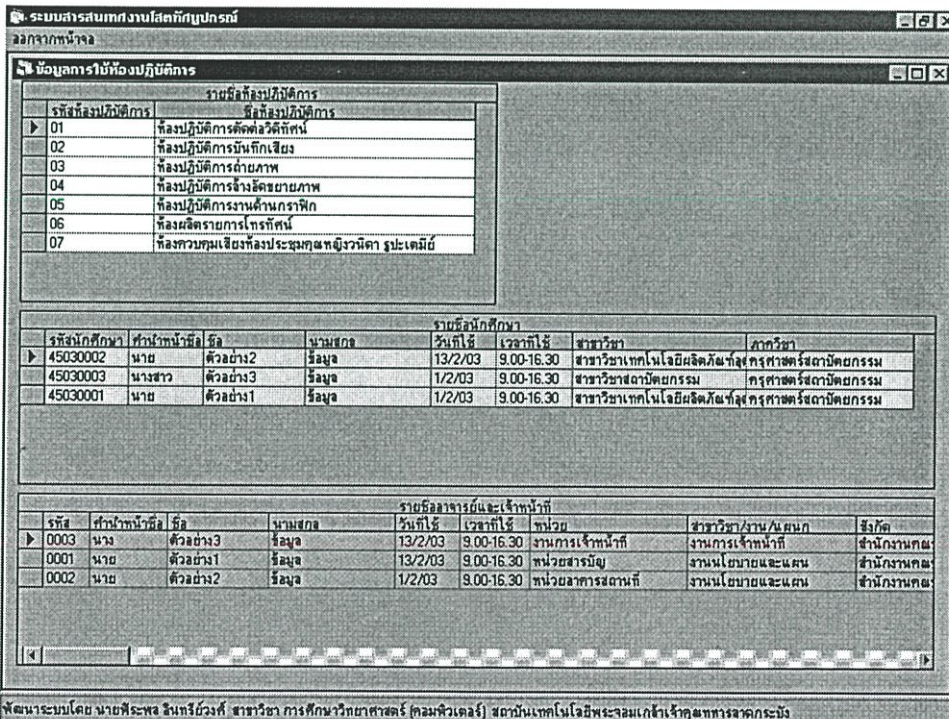 ระบบสารสนเทศงานโสตทัศนูปกรณ์
ออกจากหน้าจอ
ข้อมูลการใช้ห้องปฏิบัติการ
รายชื่อห้องปฏิบัติการ
รหัสห้องปฏิบัติการ ชื่อห้องปฏิบัติการ
01 ห้องปฏิบัติการตัดต่อวิดีทัศน์
02 ห้องปฏิบัติการบันทึกเสียง
03 ห้องปฏิบัติการถ่ายภาพ
04 ห้องปฏิบัติการล้างอัดขยายภาพ
05 ห้องปฏิบัติการงานด้านกราฟิก
06 ห้องผลิตรายการโทรทัศน์
07 ห้องควบคุมเสียงห้องประชุมคุณหญิงวนิดา ธูปะเตมีย์
รายชื่อนักศึกษา
รหัสนักศึกษา คำนำหน้าชื่อ ชื่อ นามสกุล วันที่ใช้ เวลาที่ใช้ สาขาวิชา ภาควิชา
45030002 นาย ตัวอย่าง2 ข้อมูล 13/2/03 9.00-16.30 สาขาวิชาเทคโนโลยีผลิตภัณฑ์อุ ครุศาสตร์สถาปัตยกรรม
45030003 นางสาว ตัวอย่าง3 ข้อมูล 1/2/03 9.00-16.30 สาขาวิชาสถาปัตยกรรม ครุศาสตร์สถาปัตยกรรม
45030001 นาย ตัวอย่าง1 ข้อมูล 1/2/03 9.00-16.30 สาขาวิชาเทคโนโลยีผลิตภัณฑ์อุ ครุศาสตร์สถาปัตยกรรม
รายชื่ออาจารย์และเจ้าหน้าที่
รหัส คำนำหน้าชื่อ ชื่อ นามสกุล วันที่ใช้ เวลาที่ใช้ หน่วย สาขาวิชา/งาน/แผนก สังกัด
0003 นาง ตัวอย่าง3 ข้อมูล 13/2/03 9.00-16.30 งานการเจ้าหน้าที่ งานการเจ้าหน้าที่ สำนักงานคณ
0001 นาย ตัวอย่าง1 ข้อมูล 13/2/03 9.00-16.30 หน่วยสารบัญ งานนโยบายและแผน สำนักงานคณ
0002 นาย ตัวอย่าง2 ข้อมูล 1/2/03 9.00-16.30 หน่วยอาคารสถานที่ งานนโยบายและแผน สำนักงานคณ
พัฒนาระบบโดย นายพีระพล อินทรีย์วงศ์ สาขาวิชา การศึกษาวิทยาศาสตร์ (คอมพิวเตอร์) สถาบันเทคโนโลยีพระจอมเกล้าเจ้าคุณทหารลาดกระบัง